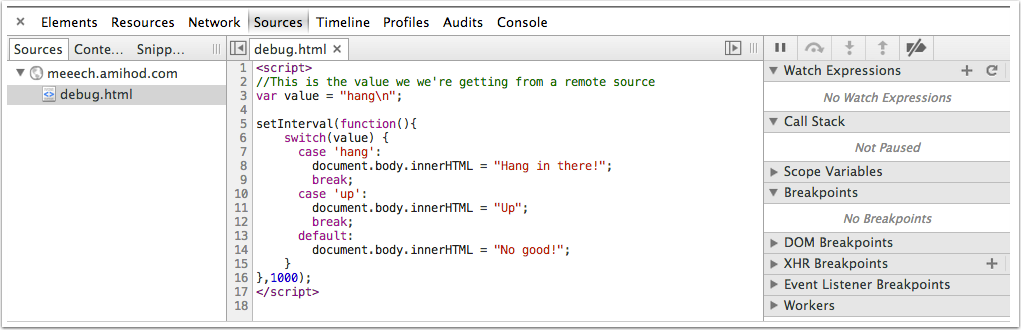 × Elements Resources Network Sources Timeline Profiles Audits Console
Sources Conte... Snipp...
meeech.amihod.com
debug.html
debug.html ×
1 <script>
2 //This is the value we we're getting from a remote source
3 var value = "hang\n";
4
5 setInterval(function(){
6 switch(value) {
7 case 'hang':
8 document.body.innerHTML = "Hang in there!";
9 break;
10 case 'up':
11 document.body.innerHTML = "Up";
12 break;
13 default:
14 document.body.innerHTML = "No good!";
15 }
16 },1000);
17 </script>
18
Watch Expressions
No Watch Expressions
Call Stack
Not Paused
Scope Variables
Breakpoints
No Breakpoints
DOM Breakpoints
XHR Breakpoints
Event Listener Breakpoints
Workers